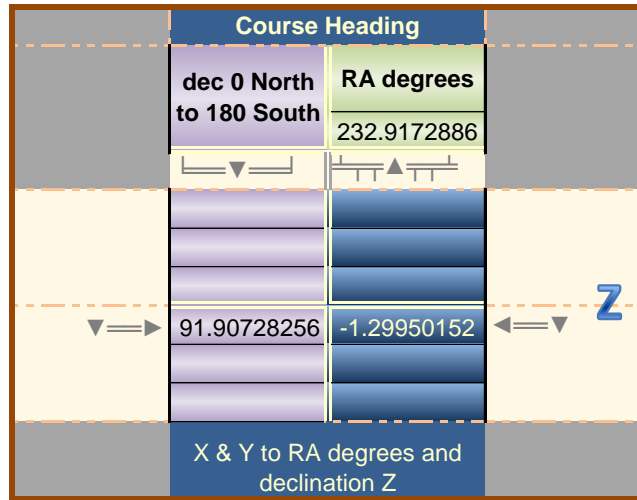 Course Heading
dec 0 North
to 180 South
RA degrees
232.9172886
91.90728256
-1.29950152
Z
X & Y to RA degrees and
declination Z